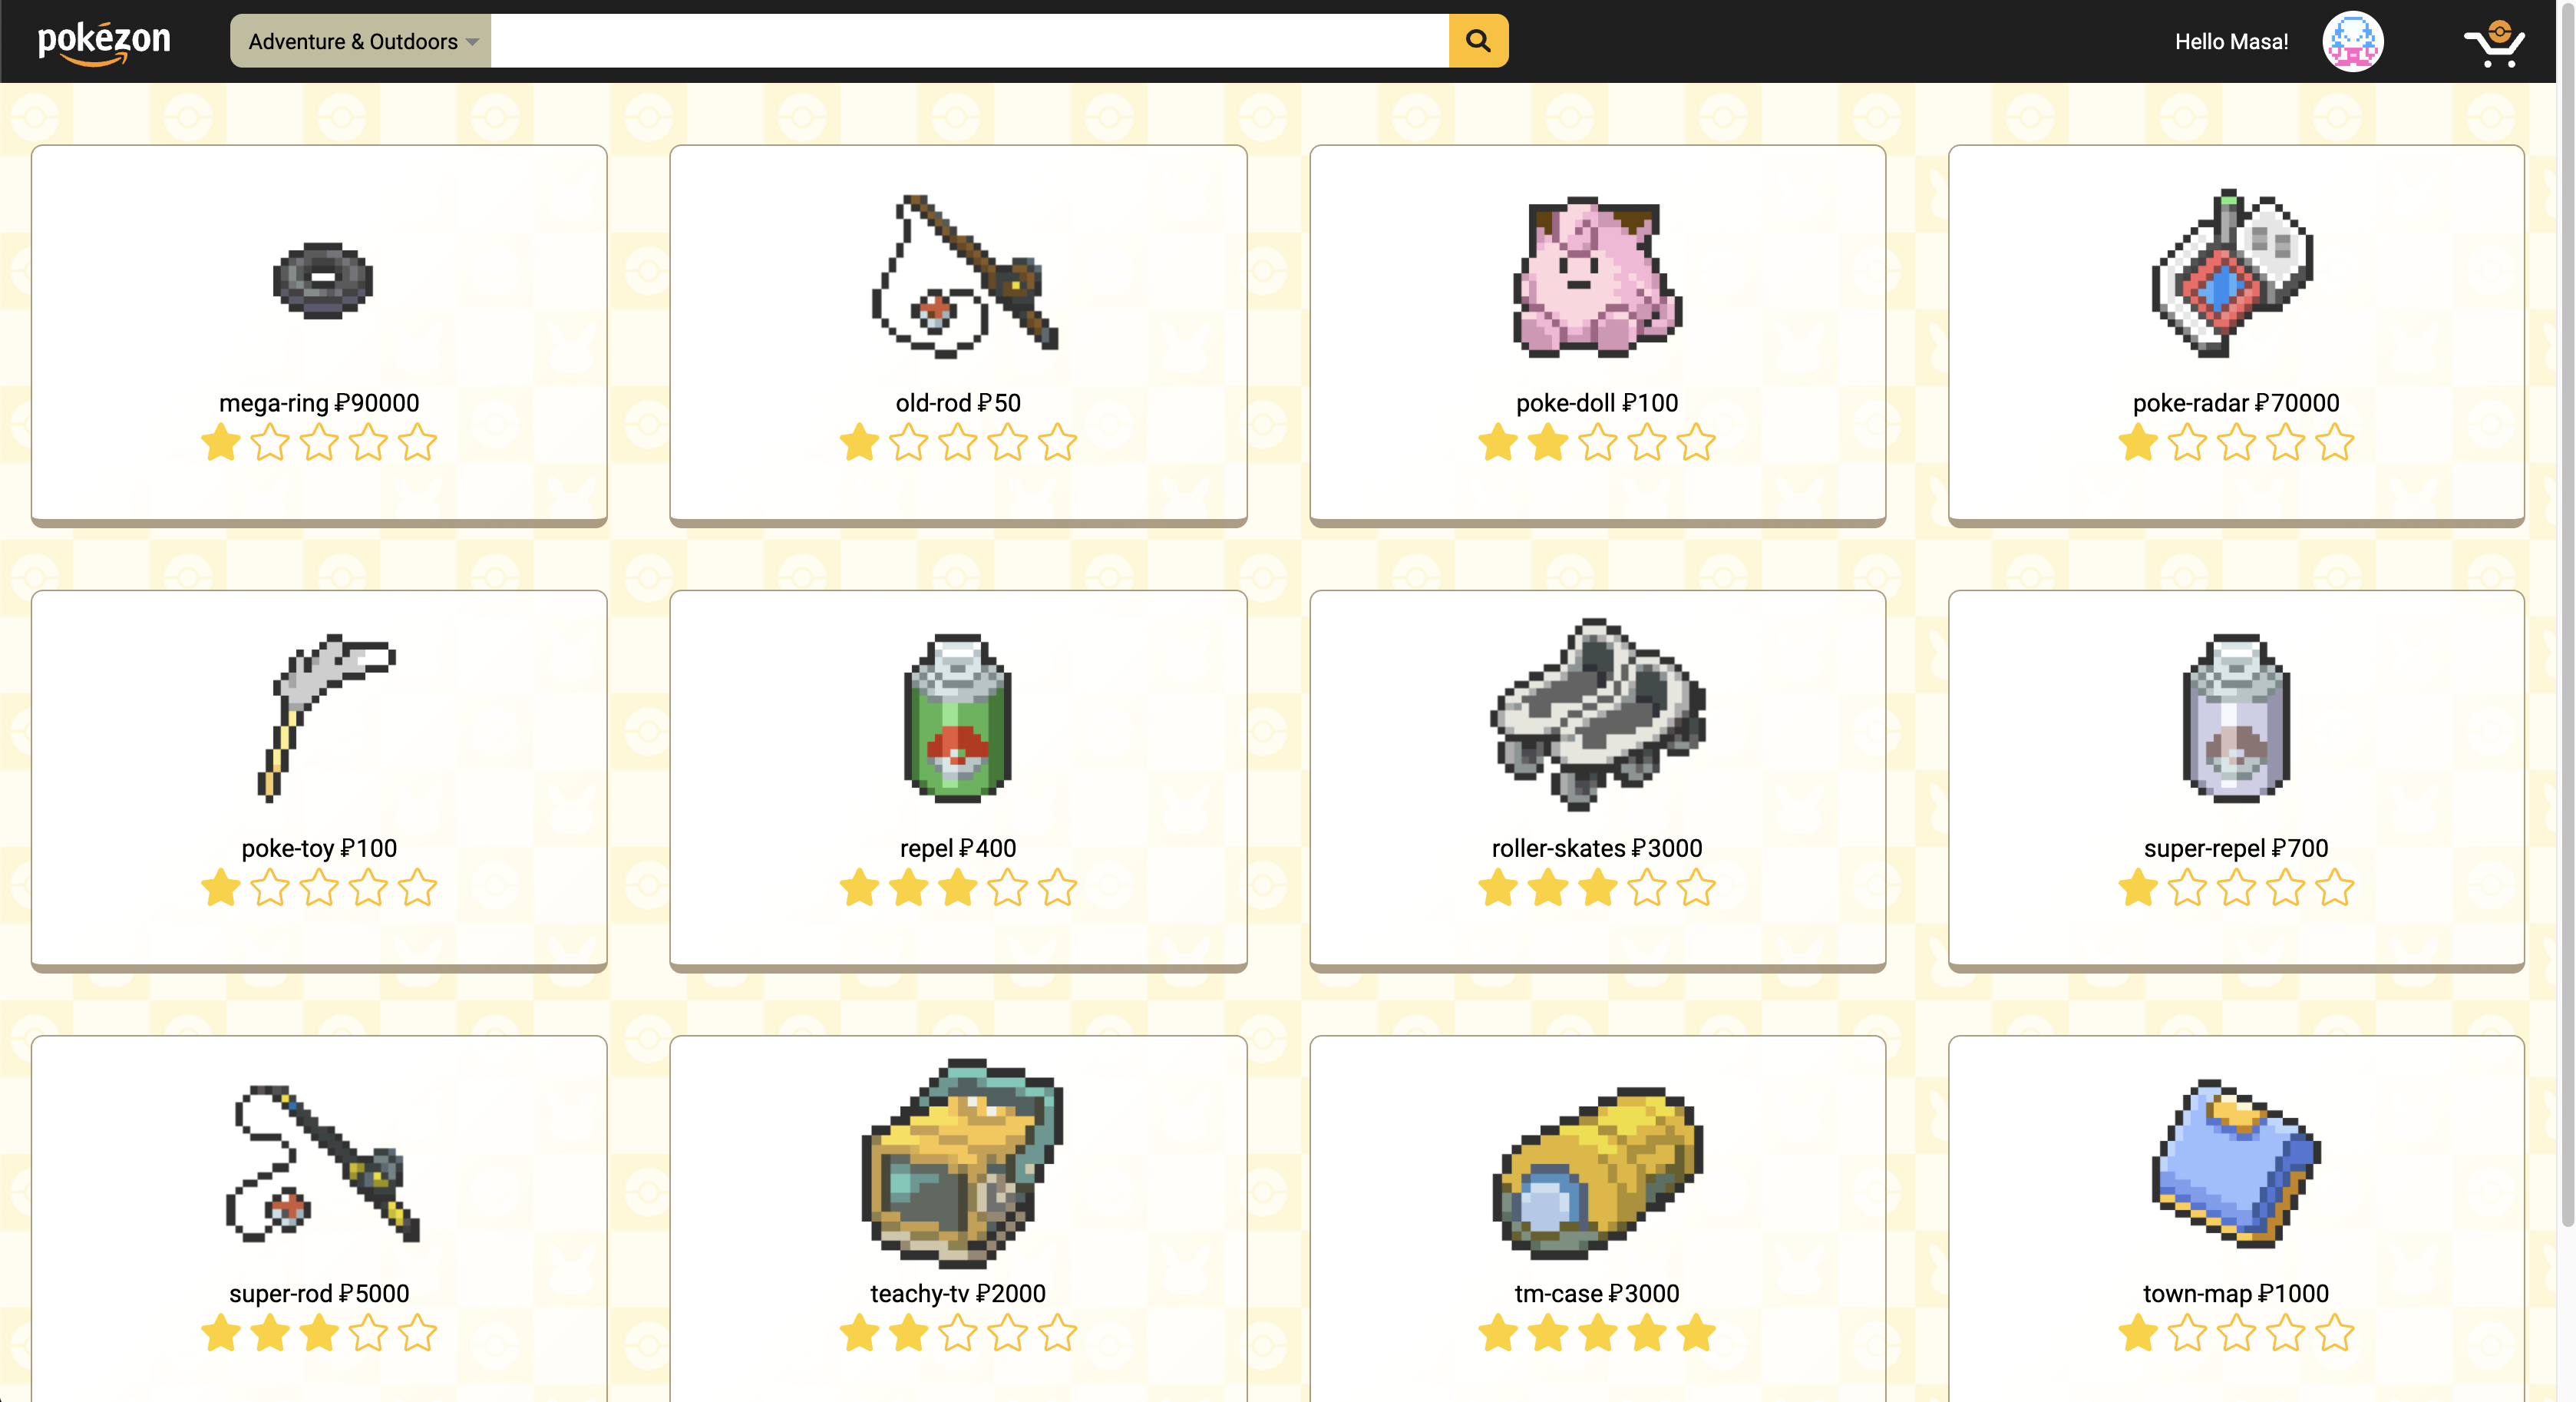 pokézon
Adventure & Outdoors
Hello Masa!
mega-ring ₽90000
old-rod ₽50
poke-doll ₽100
poke-radar ₽70000
poke-toy ₽100
repel ₽400
roller-skates ₽3000
super-repel ₽700
super-rod ₽5000
teachy-tv ₽2000
tm-case ₽3000
town-map ₽1000